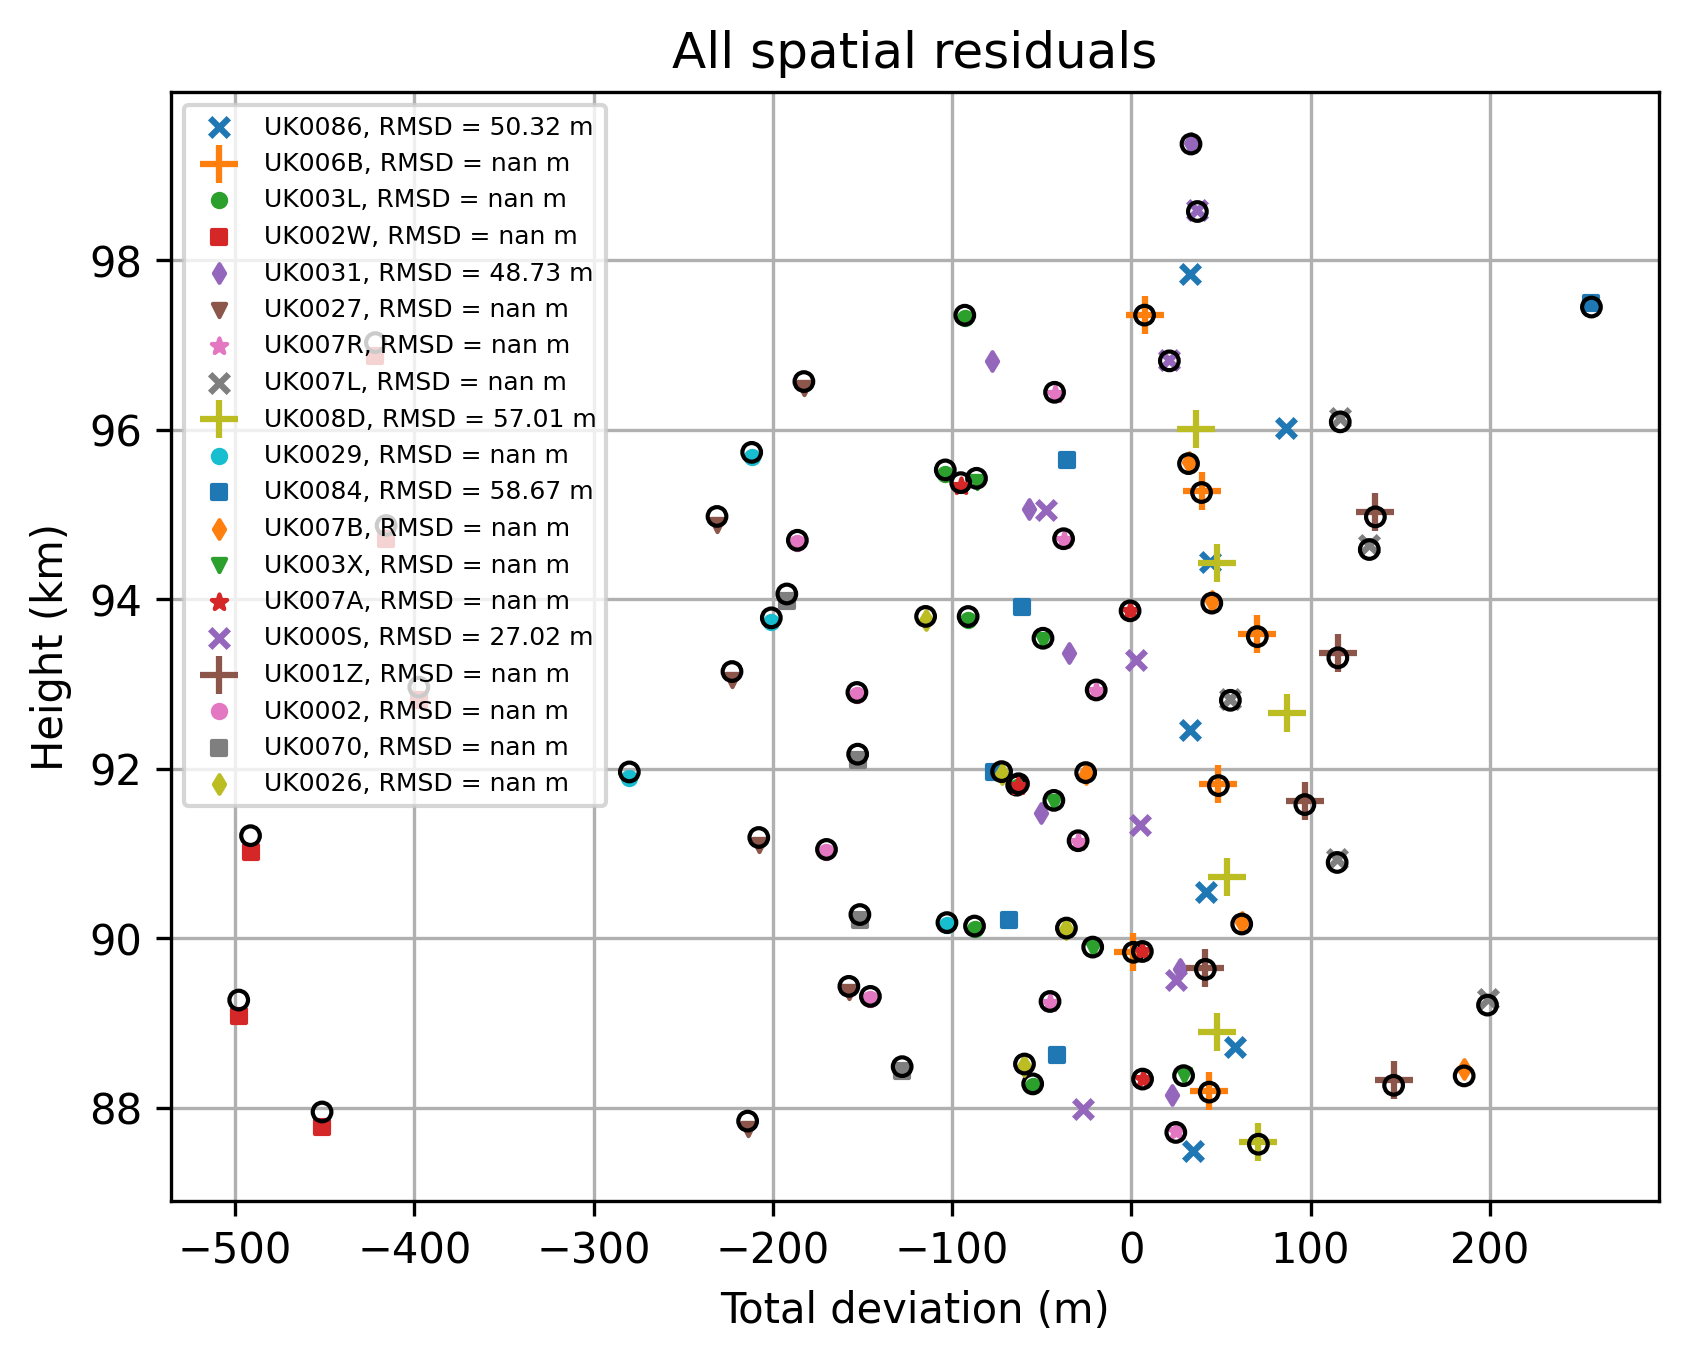 All spatial residuals
UK0086, RMSD = 50.32 m
UK006B, RMSD = nan m
UK003L, RMSD = nan m
UK002W, RMSD = nan m
UK0031, RMSD = 48.73 m
UK0027, RMSD = nan m
UK007R, RMSD = nan m
UK007L, RMSD = nan m
UK008D, RMSD = 57.01 m
UK0029, RMSD = nan m
UK0084, RMSD = 58.67 m
UK007B, RMSD = nan m
UK003X, RMSD = nan m
UK007A, RMSD = nan m
UK000S, RMSD = 27.02 m
UK001Z, RMSD = nan m
UK0002, RMSD = nan m
UK0070, RMSD = nan m
UK0026, RMSD = nan m
Height (km)
98
96
94
92
90
88
−500 −400 −300 −200 −100 0 100 200
Total deviation (m)